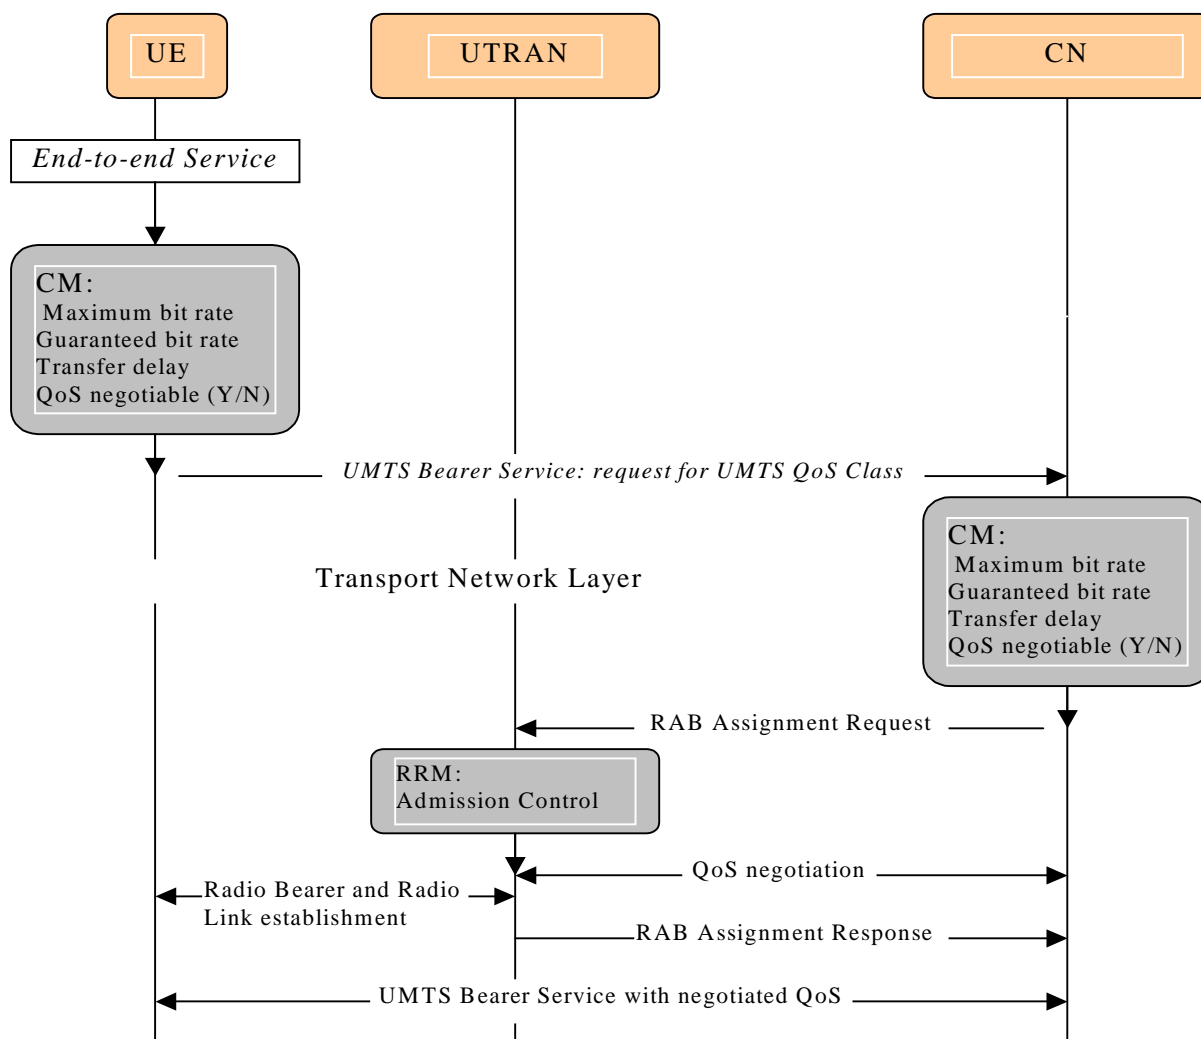 UE
UTRAN
CN
End-to-end Service
CM:
Maximum bit rate
Guaranteed bit rate
Transfer delay
QoS negotiable (Y/N)
UMTS Bearer Service: request for UMTS QoS Class
CM:
Maximum bit rate
Guaranteed bit rate
Transfer delay
QoS negotiable (Y/N)
Transport Network Layer
RAB Assignment Request
RRM:
Admission Control
QoS negotiation
Radio Bearer and Radio
Link establishment
RAB Assignment Response
UMTS Bearer Service with negotiated QoS